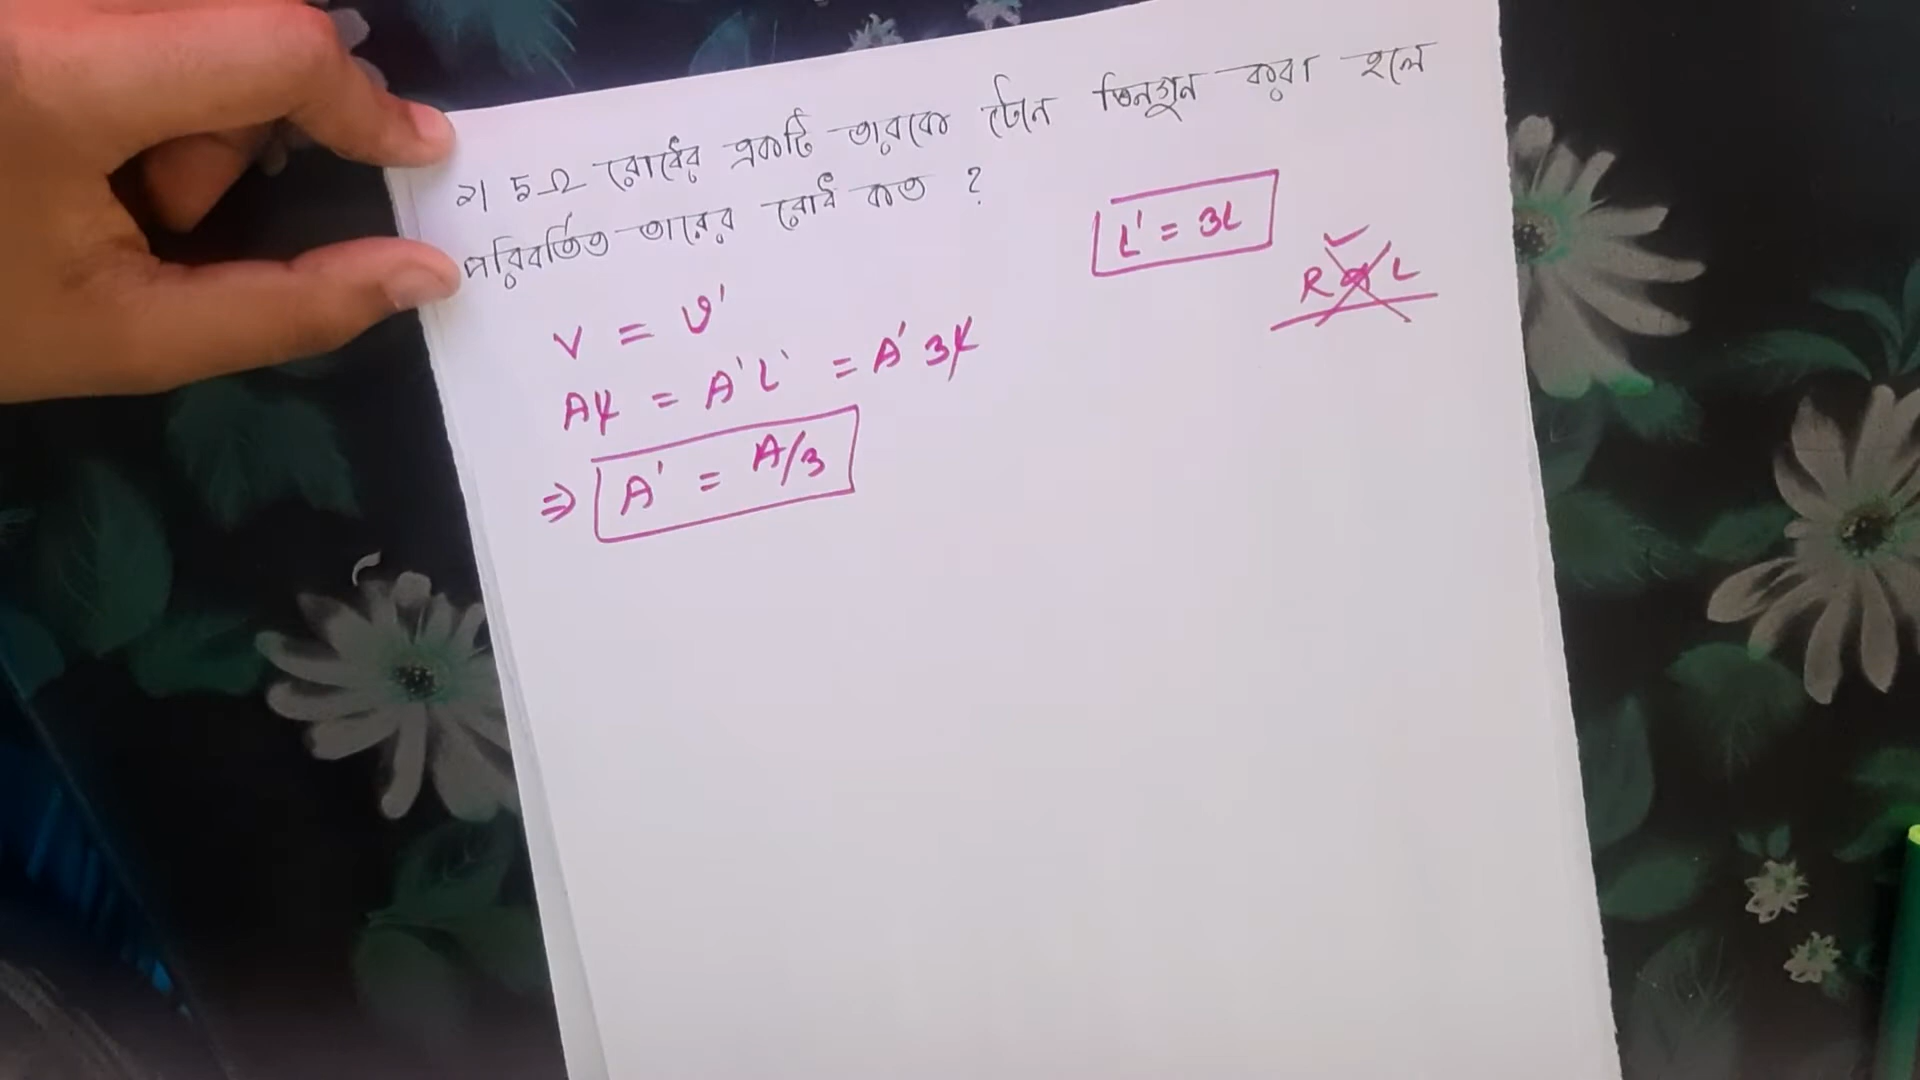 ২। 5Ω রোধের একটি তারকে টেনে তিনগুন করা হলে
পরিবর্তিত তারের রোধ কত ?
L' = 3L
R α L
V = V'
AL = A'L' = A' 3L
⇒ A' = A/3